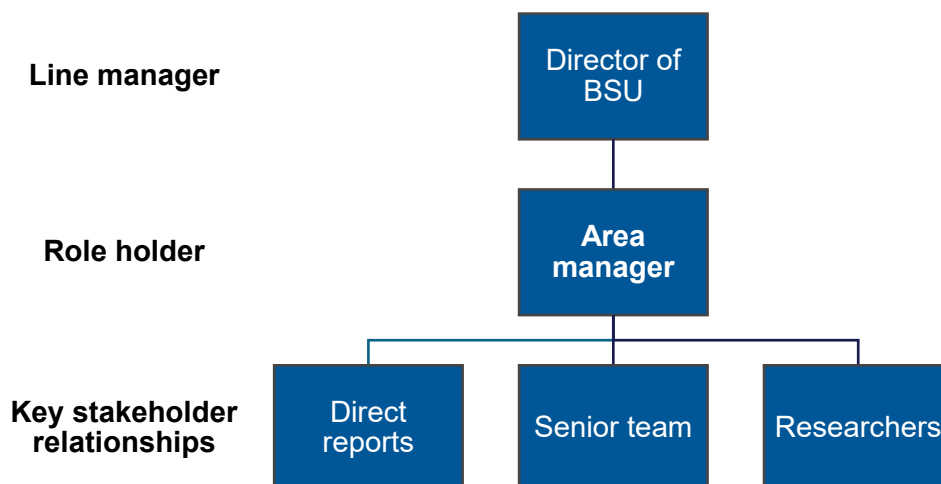 Line manager
Director of
BSU
Role holder
Area
manager
Key stakeholder
relationships
Direct
reports
Senior team
Researchers